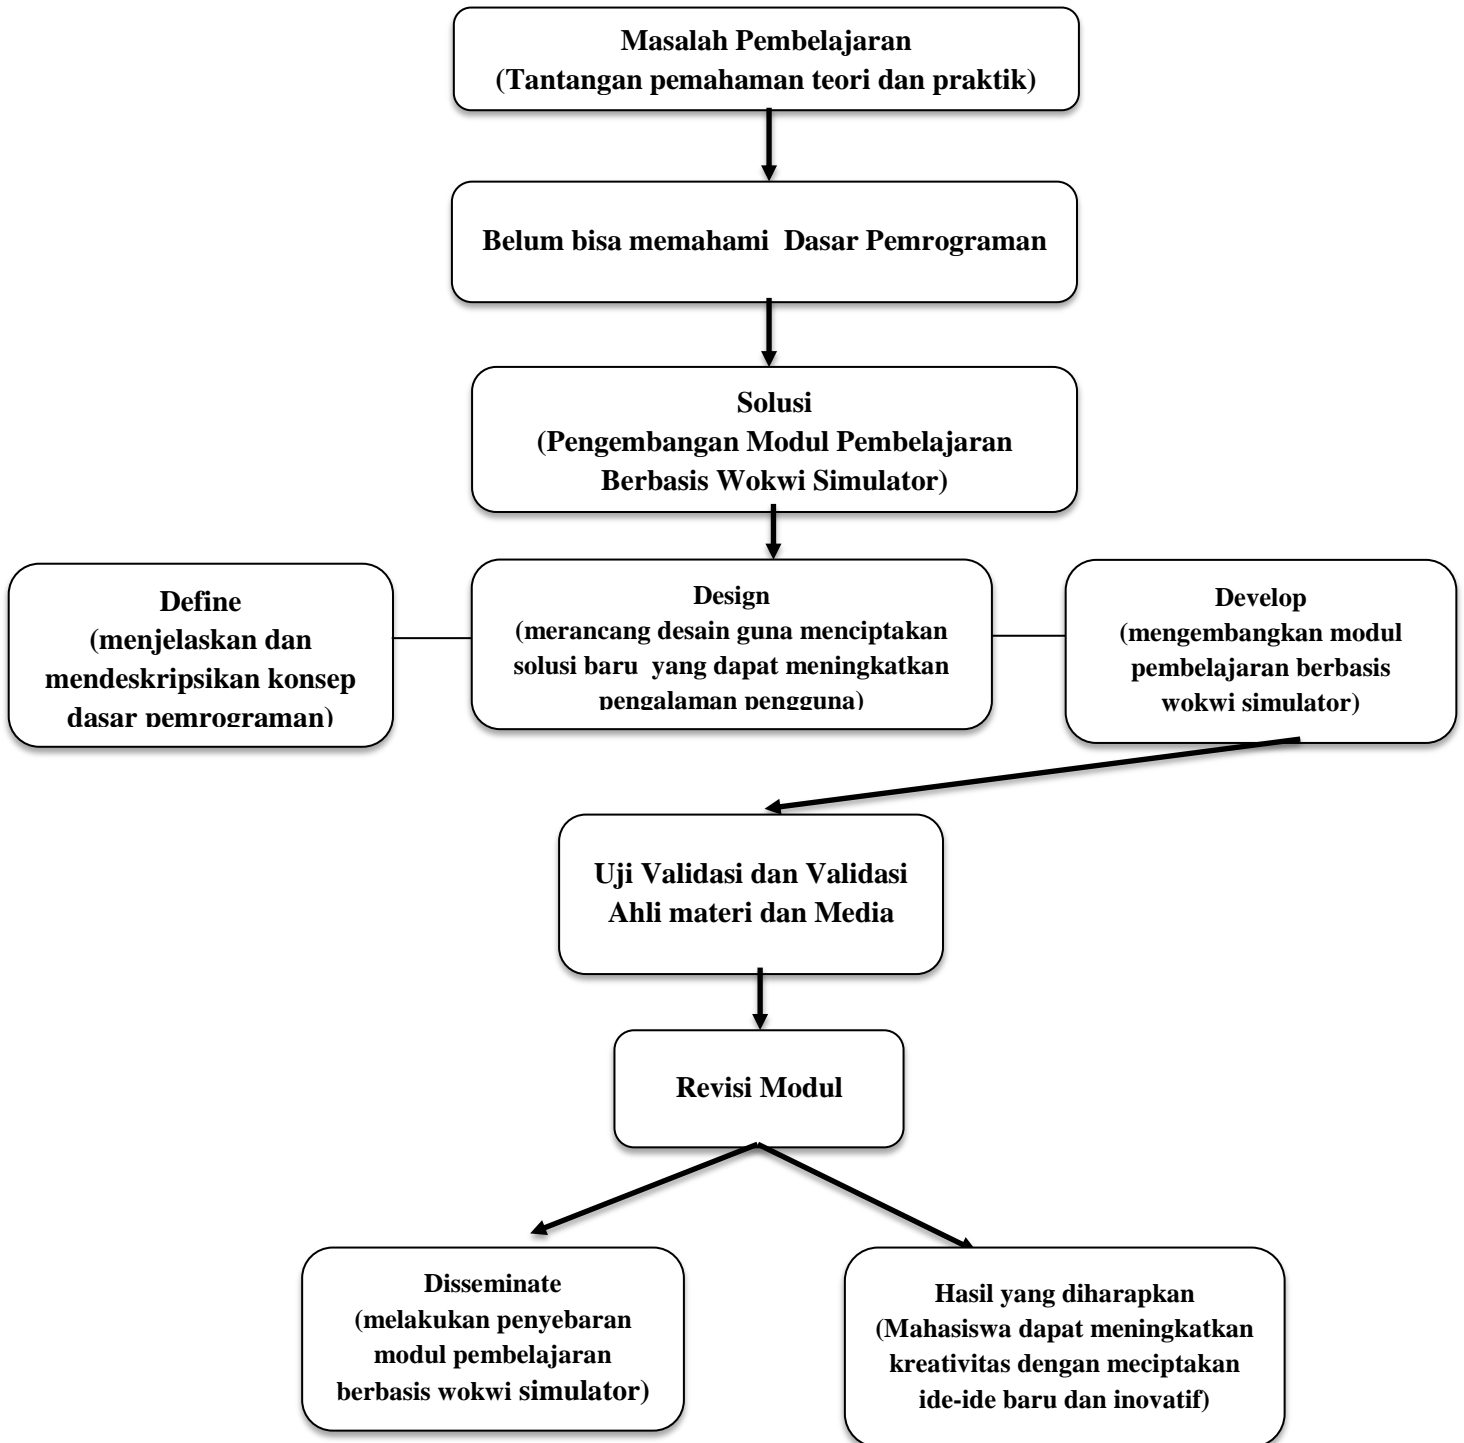 Masalah Pembelajaran
(Tantangan pemahaman teori dan praktik)
Belum bisa memahami Dasar Pemrograman
Solusi
(Pengembangan Modul Pembelajaran
Berbasis Wokwi Simulator)
Define
(menjelaskan dan
mendeskripsikan konsep
dasar pemrograman)
Design
(merancang desain guna menciptakan
solusi baru yang dapat meningkatkan
pengalaman pengguna)
Develop
(mengembangkan modul
pembelajaran berbasis
wokwi simulator)
Uji Validasi dan Validasi
Ahli materi dan Media
Revisi Modul
Disseminate
(melakukan penyebaran
modul pembelajaran
berbasis wokwi simulator)
Hasil yang diharapkan
(Mahasiswa dapat meningkatkan
kreativitas dengan meciptakan
ide-ide baru dan inovatif)